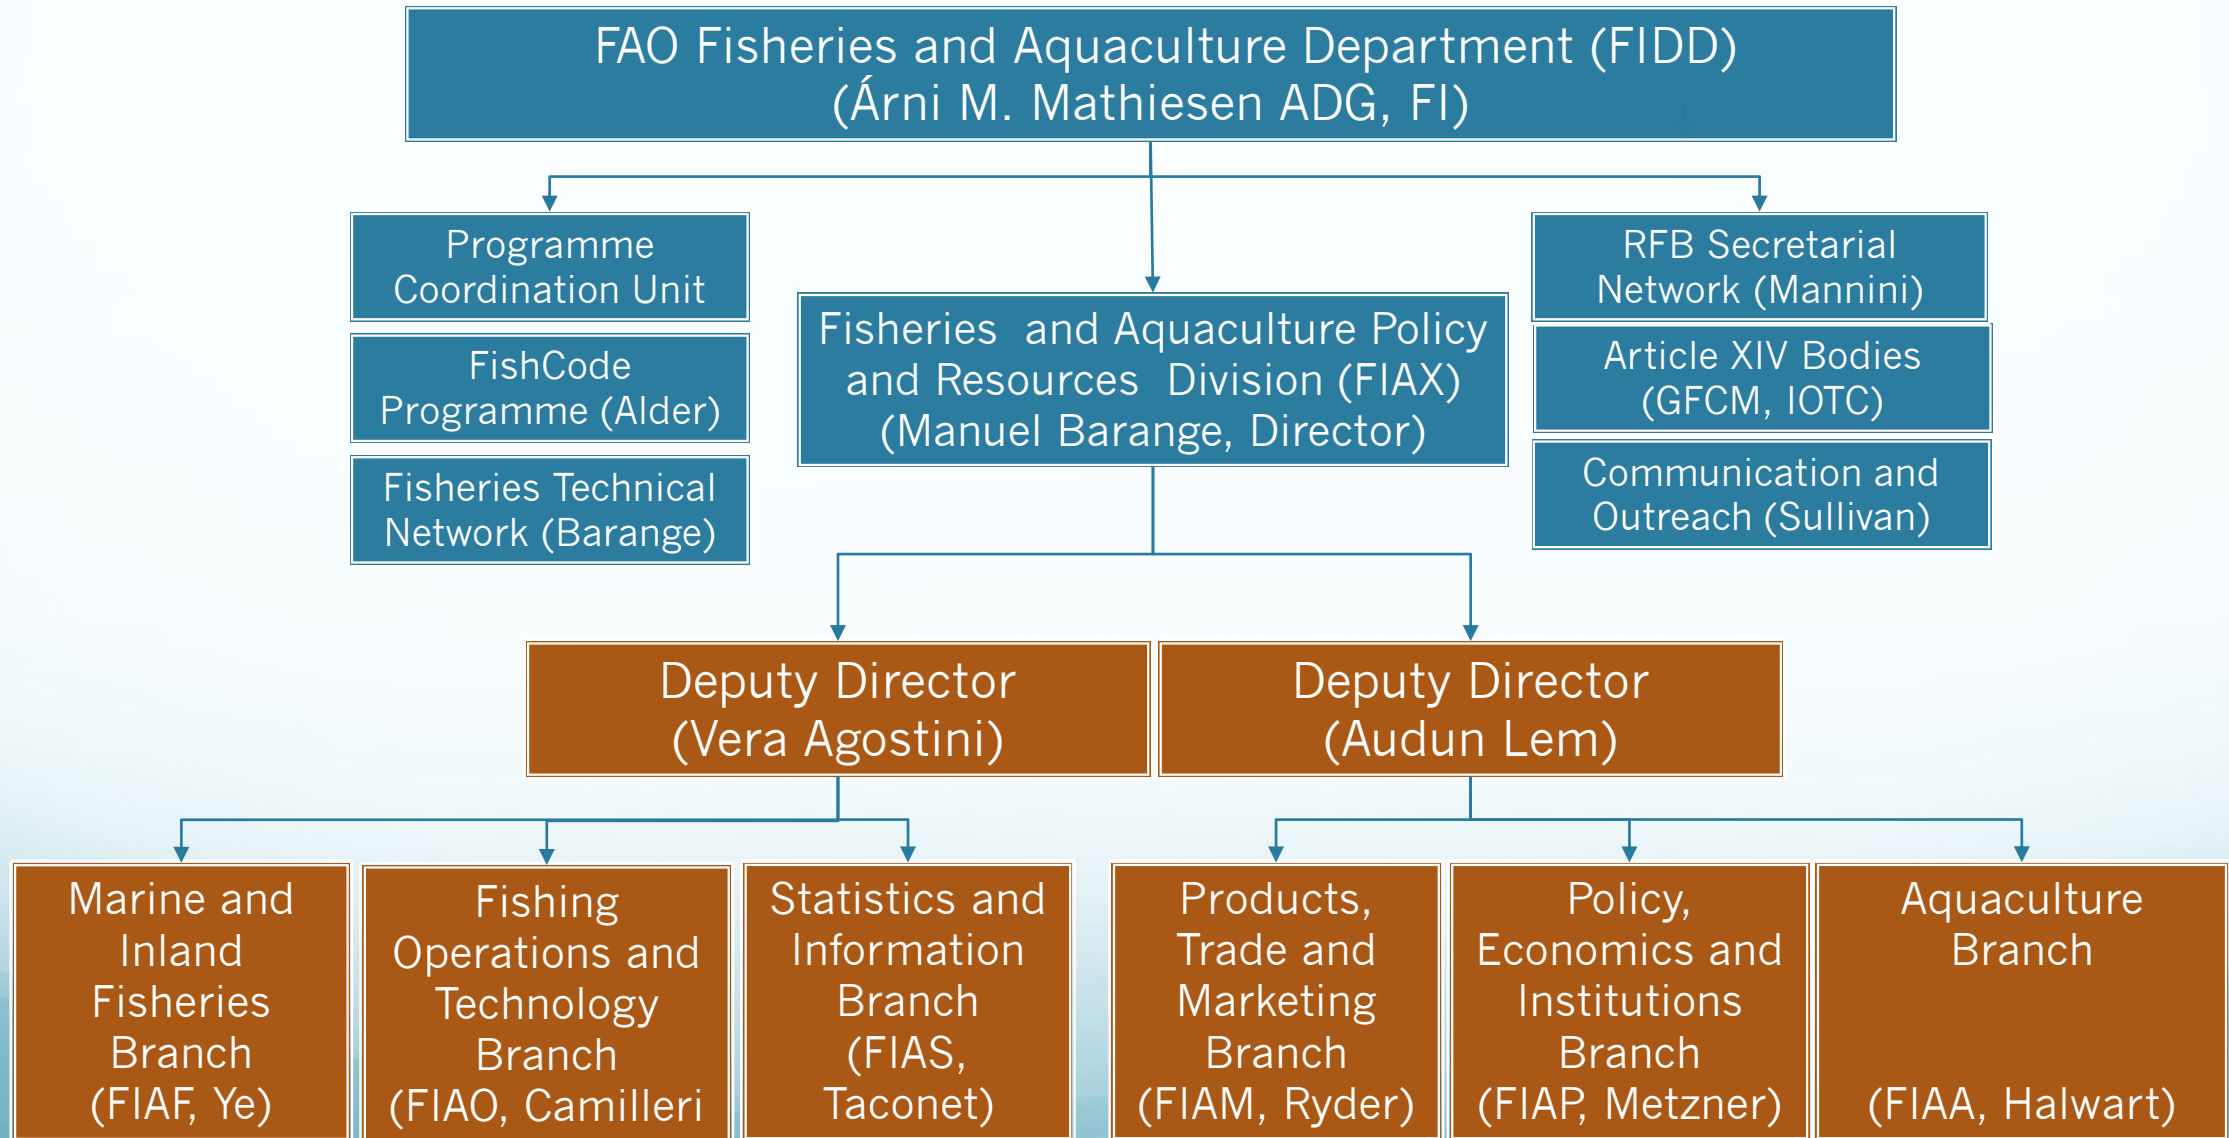 FAO Fisheries and Aquaculture Department (FIDD)
(Árni M. Mathiesen ADG, FI)
Programme
Coordination Unit
FishCode
Programme (Alder)
Fisheries Technical
Network (Barange)
Fisheries and Aquaculture Policy
and Resources Division (FIAX)
(Manuel Barange, Director)
RFB Secretarial
Network (Mannini)
Article XIV Bodies
(GFCM, IOTC)
Communication and
Outreach (Sullivan)
Deputy Director
(Vera Agostini)
Deputy Director
(Audun Lem)
Marine and
Inland
Fisheries
Branch
(FIAF, Ye)
Fishing
Operations and
Technology
Branch
(FIAO, Camilleri
Statistics and
Information
Branch
(FIAS,
Taconet)
Products,
Trade and
Marketing
Branch
(FIAM, Ryder)
Policy,
Economics and
Institutions
Branch
(FIAP, Metzner)
Aquaculture
Branch
(FIAA, Halwart)